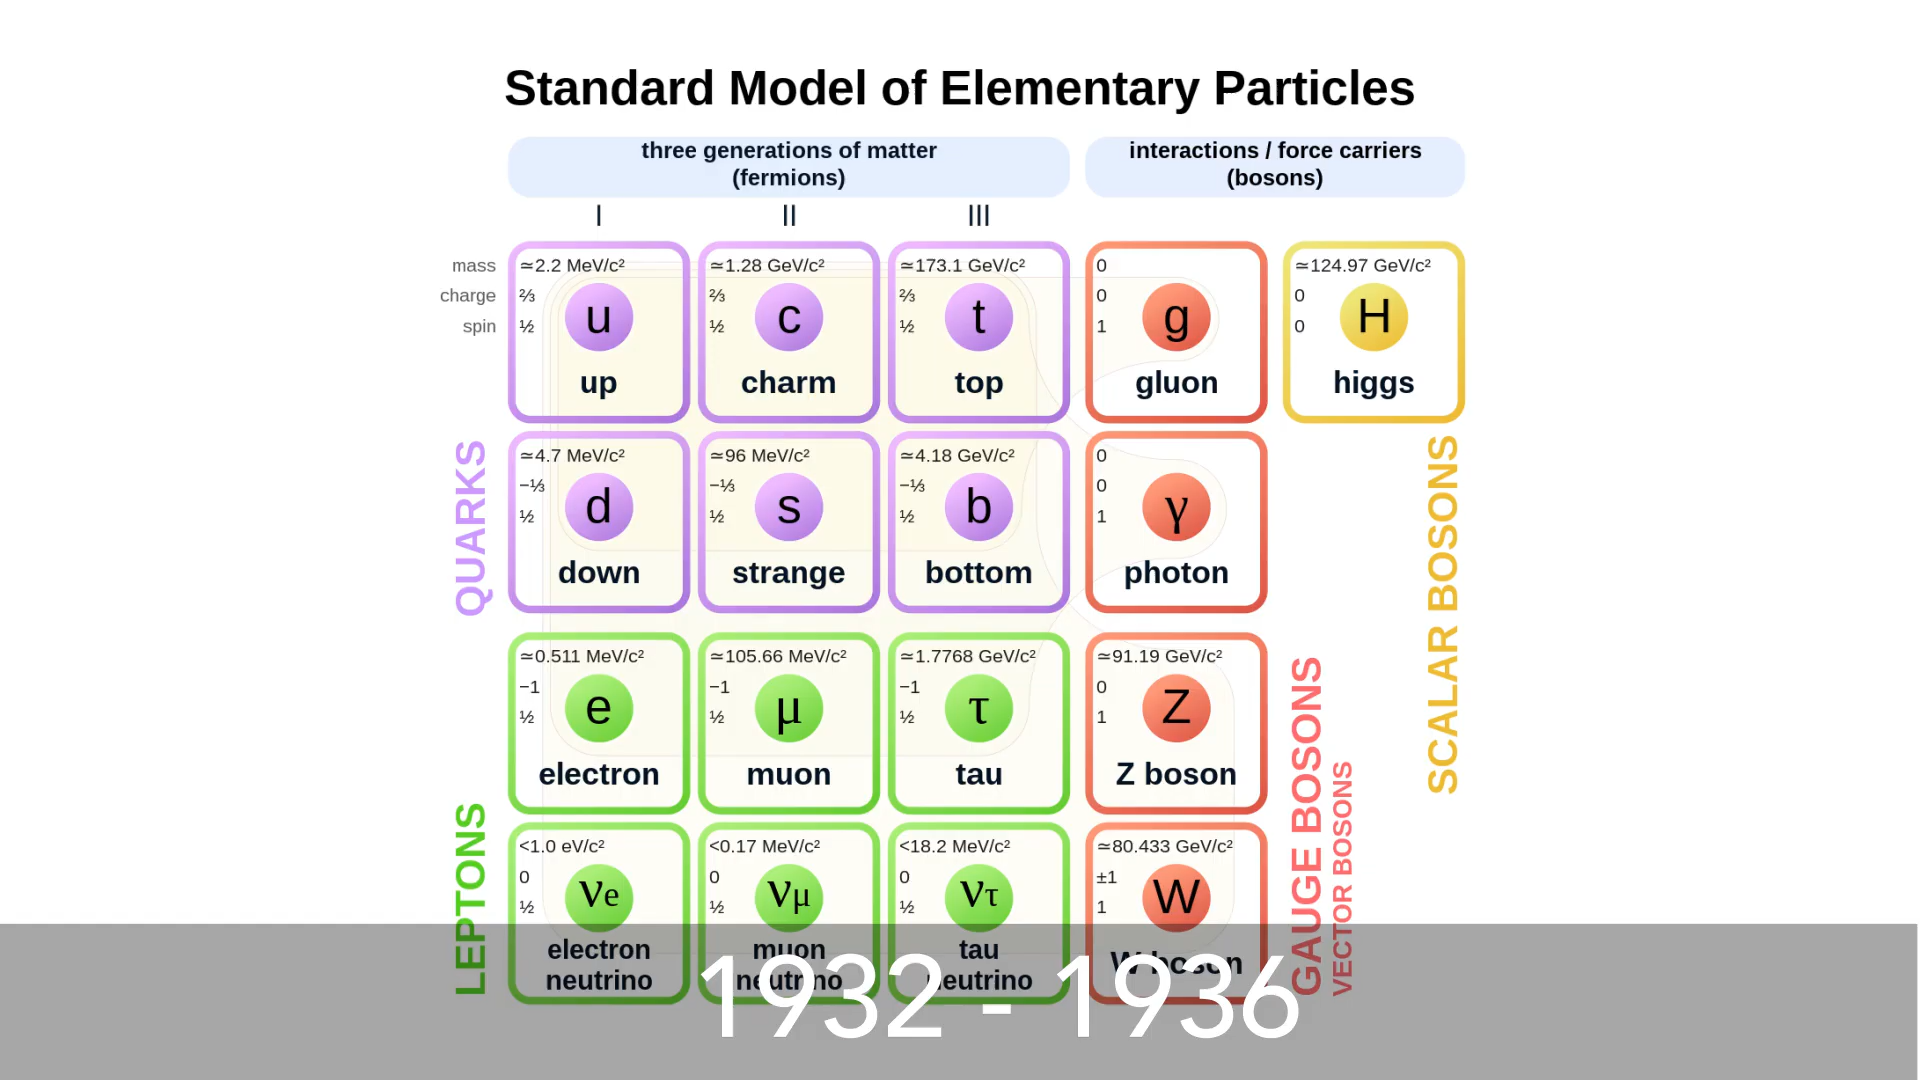 Standard Model of Elementary Particles
three generations of matter
(fermions)
interactions / force carriers
(bosons)
I
II
III
mass
charge
spin
≃2.2 MeV/c²
⅔
½
u
up
≃1.28 GeV/c²
⅔
½
c
charm
≃173.1 GeV/c²
⅔
½
t
top
0
0
1
g
gluon
≃124.97 GeV/c²
0
0
H
higgs
QUARKS
≃4.7 MeV/c²
−⅓
½
d
down
≃96 MeV/c²
−⅓
½
s
strange
≃4.18 GeV/c²
−⅓
½
b
bottom
0
0
1
γ
photon
SCALAR BOSONS
LEPTONS
≃0.511 MeV/c²
−1
½
e
electron
≃105.66 MeV/c²
−1
½
μ
muon
≃1.7768 GeV/c²
−1
½
τ
tau
≃91.19 GeV/c²
0
1
Z
Z boson
GAUGE BOSONS
VECTOR BOSONS
<1.0 eV/c²
0
½
νe
electron
neutrino
<0.17 MeV/c²
0
½
νμ
muon
neutrino
<18.2 MeV/c²
0
½
ντ
tau
neutrino
≃80.433 GeV/c²
±1
1
W
W boson
1932 - 1936